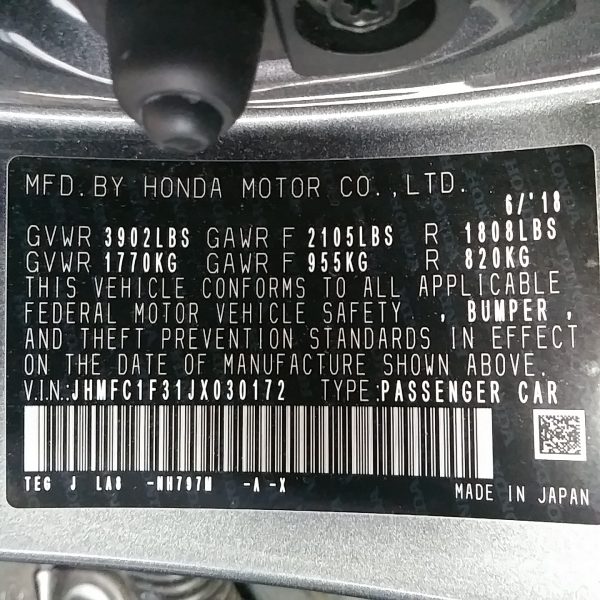 MFD. BY HONDA MOTOR CO., LTD.
6/'18
GVWR 3902LBS GAWR F 2105LBS R 1808LBS
GVWR 1770KG GAWR F 955KG R 820KG
THIS VEHICLE CONFORMS TO ALL APPLICABLE
FEDERAL MOTOR VEHICLE SAFETY , BUMPER ,
AND THEFT PREVENTION STANDARDS IN EFFECT
ON THE DATE OF MANUFACTURE SHOWN ABOVE.
V.I.N.:JHMFC1F31JX030172 TYPE:PASSENGER CAR
TEG J LA8 -NH797M -A -X
MADE IN JAPAN